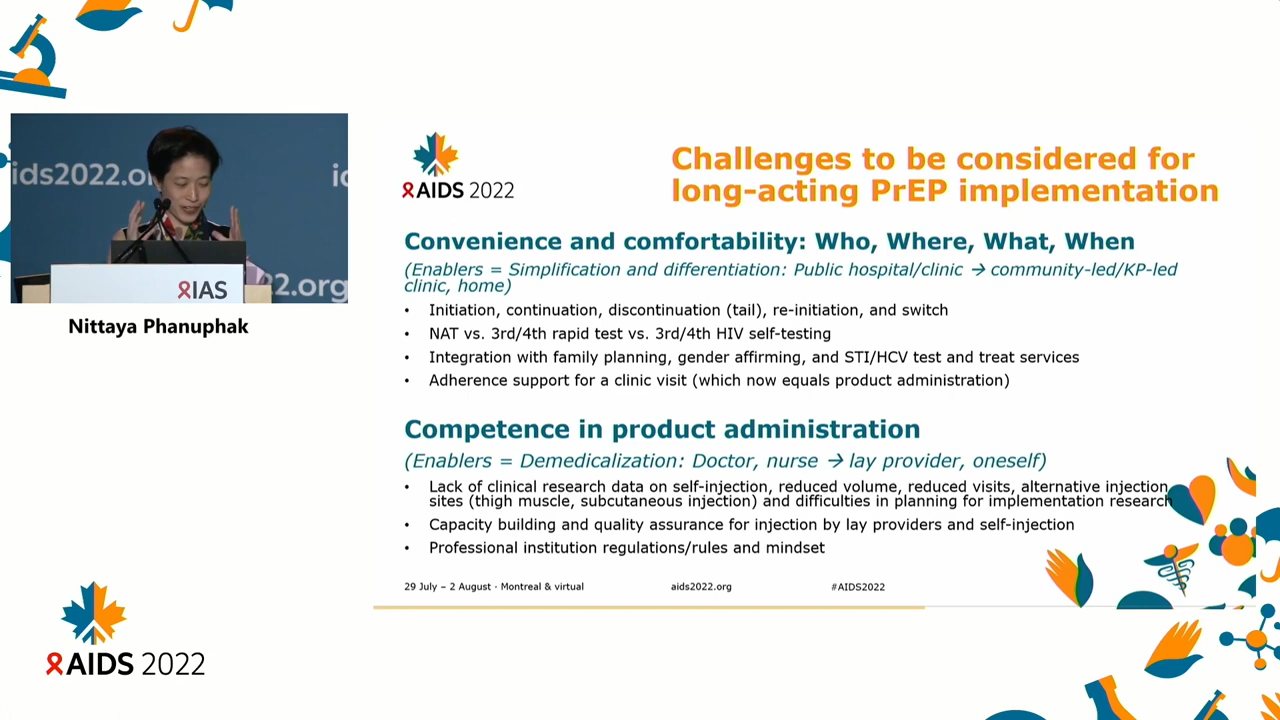 ids2022.o
ic
22.org
IAS
Nittaya Phanuphak
AIDS 2022
Challenges to be considered for
long-acting PrEP implementation
Convenience and comfortability: Who, Where, What, When
(Enablers = Simplification and differentiation: Public hospital/clinic → community-led/KP-led
clinic, home)
• Initiation, continuation, discontinuation (tail), re-initiation, and switch
• NAT vs. 3rd/4th rapid test vs. 3rd/4th HIV self-testing
• Integration with family planning, gender affirming, and STI/HCV test and treat services
• Adherence support for a clinic visit (which now equals product administration)
Competence in product administration
(Enablers = Demedicalization: Doctor, nurse → lay provider, oneself)
• Lack of clinical research data on self-injection, reduced volume, reduced visits, alternative injection
sites (thigh muscle, subcutaneous injection) and difficulties in planning for implementation research
• Capacity building and quality assurance for injection by lay providers and self-injection
• Professional institution regulations/rules and mindset
29 July – 2 August · Montreal & virtual
aids2022.org
#AIDS2022
AIDS 2022